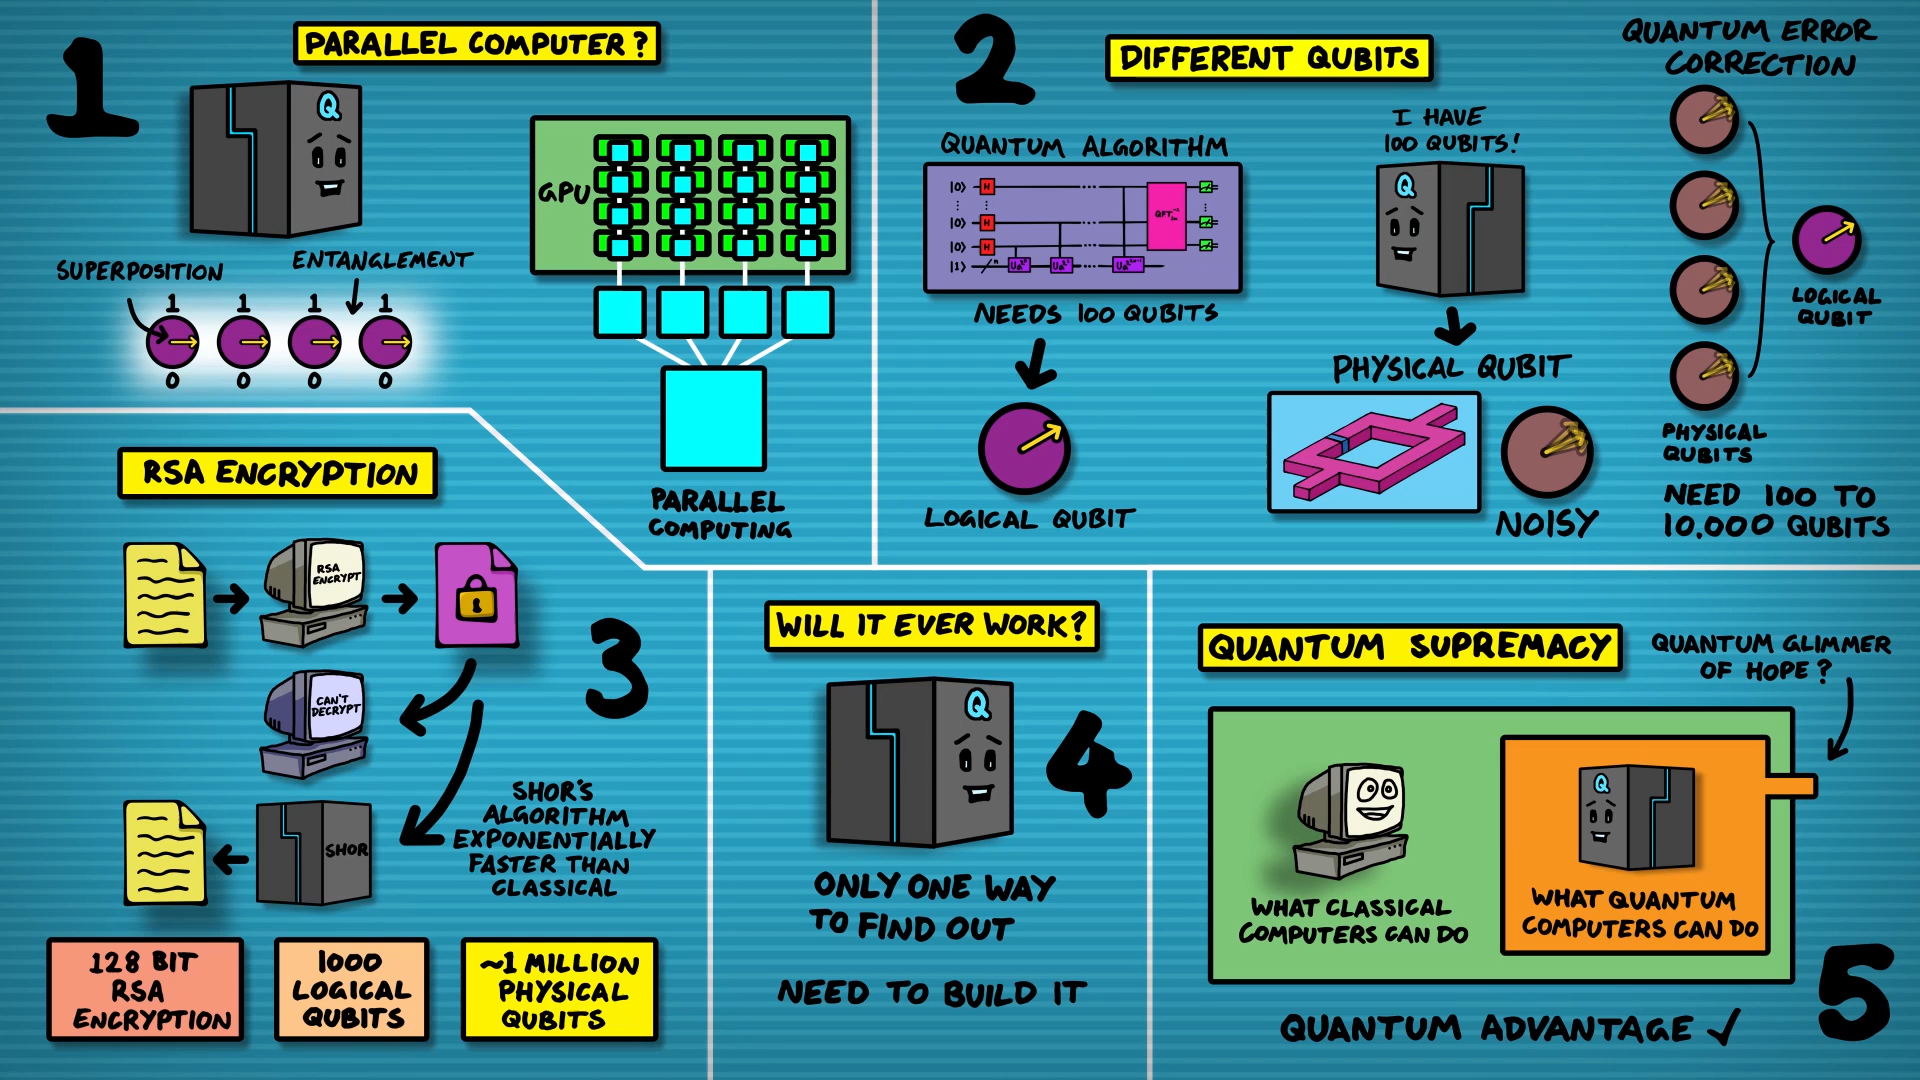 1
PARALLEL COMPUTER?
Q
SUPERPOSITION
ENTANGLEMENT
1 1 1 1
0 0 0 0
GPU
PARALLEL
COMPUTING
2
DIFFERENT QUBITS
QUANTUM ALGORITHM
|0⟩ H
|0⟩ H
|0⟩ H
|1⟩
NEEDS 100 QUBITS
LOGICAL QUBIT
I HAVE
100 QUBITS!
Q
PHYSICAL QUBIT
NOISY
QUANTUM ERROR
CORRECTION
LOGICAL
QUBIT
PHYSICAL
QUBITS
NEED 100 TO
10,000 QUBITS
RSA ENCRYPTION
RSA
ENCRYPT
3
CAN'T
DECRYPT
SHOR
SHOR'S
ALGORITHM
EXPONENTIALLY
FASTER THAN
CLASSICAL
128 BIT
RSA
ENCRYPTION
1000
LOGICAL
QUBITS
~1 MILLION
PHYSICAL
QUBITS
WILL IT EVER WORK?
Q
4
ONLY ONE WAY
TO FIND OUT
NEED TO BUILD IT
QUANTUM SUPREMACY
QUANTUM GLIMMER
OF HOPE?
WHAT CLASSICAL
COMPUTERS CAN DO
Q
WHAT QUANTUM
COMPUTERS CAN DO
5
QUANTUM ADVANTAGE ✓